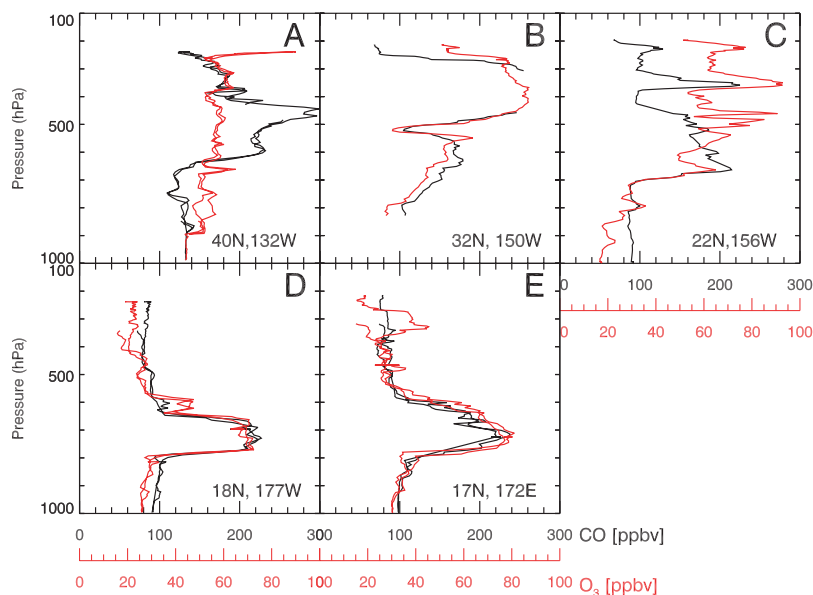 100
500
1000
Pressure (hPa)
A
40N,132W
B
32N, 150W
C
22N,156W
0 100 200 300
0 20 40 60 80 100
100
500
1000
Pressure (hPa)
D
18N, 177W
E
17N, 172E
0 100 200 300 100 200 300 CO [ppbv]
0 20 40 60 80 100 20 40 60 80 100 O₃ [ppbv]